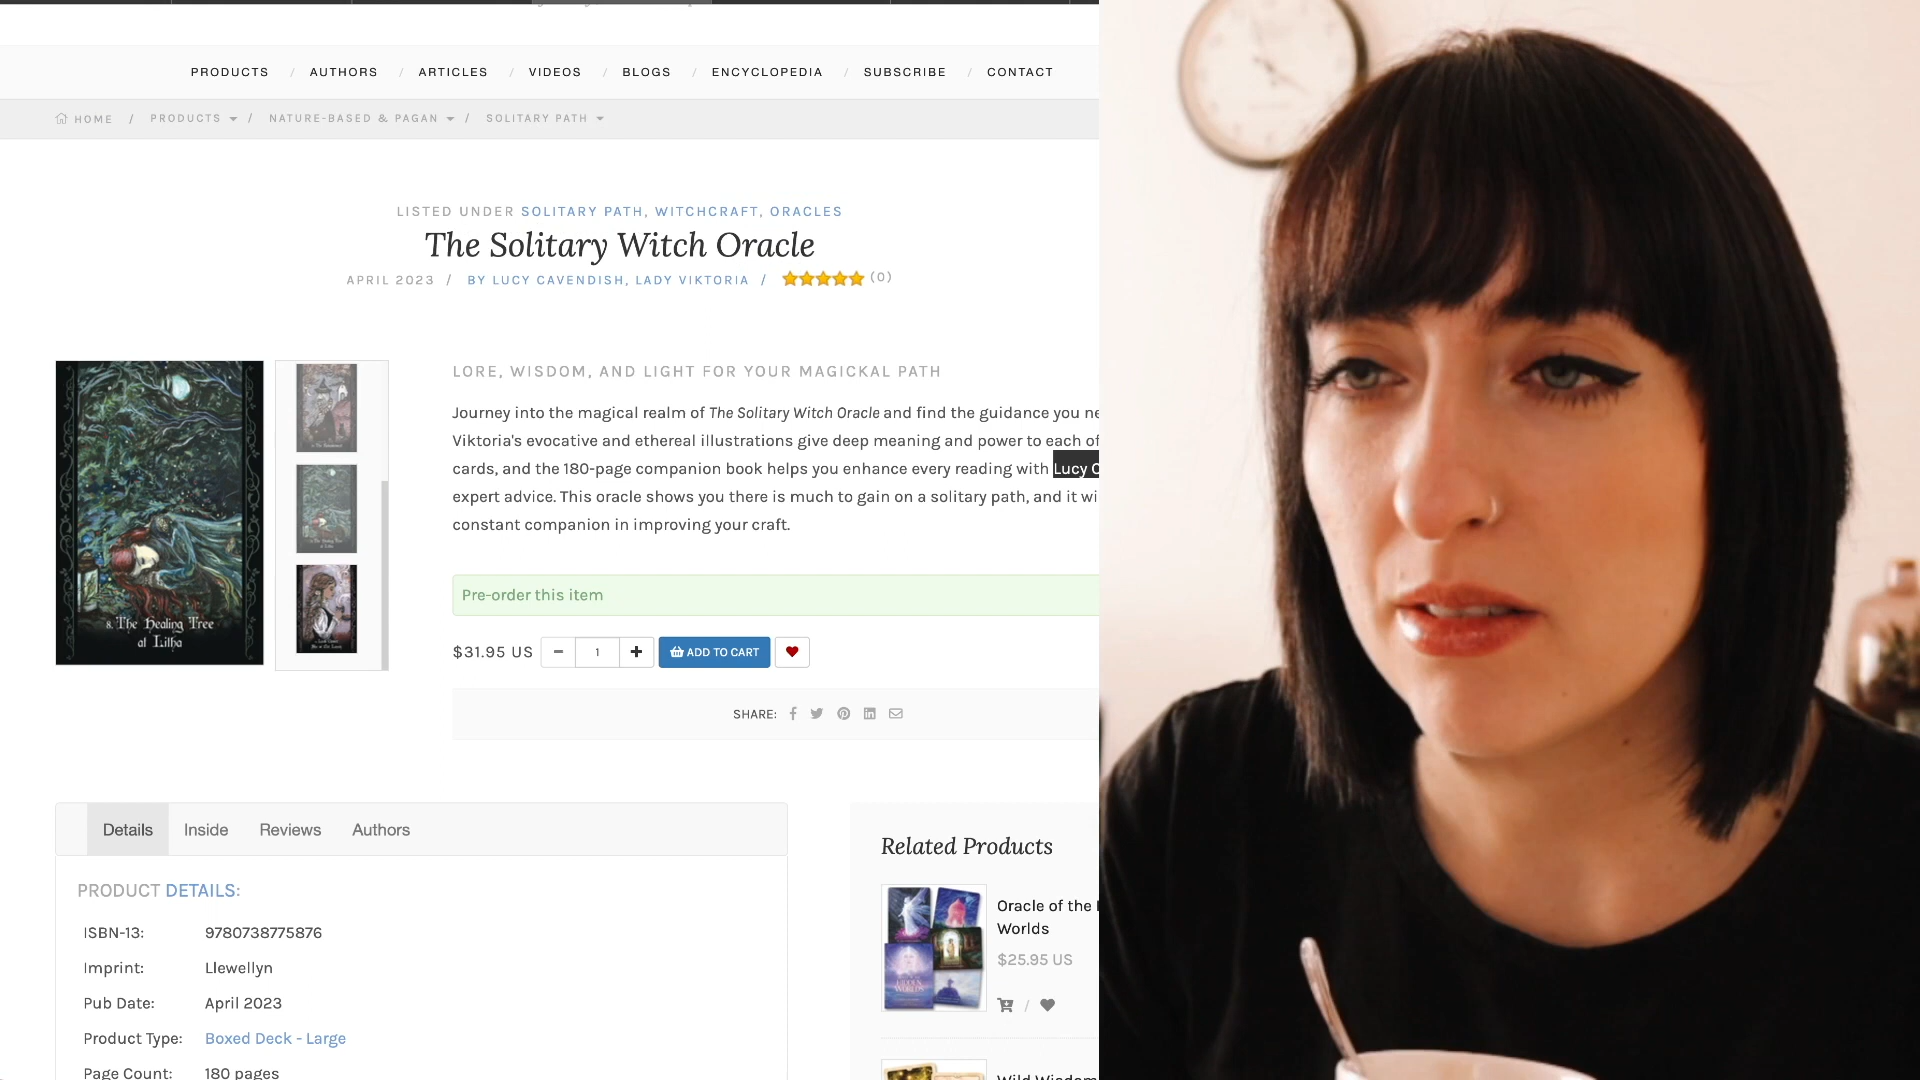 PRODUCTS / AUTHORS / ARTICLES / VIDEOS / BLOGS / ENCYCLOPEDIA / SUBSCRIBE / CONTACT
HOME / PRODUCTS / NATURE-BASED & PAGAN / SOLITARY PATH
LISTED UNDER SOLITARY PATH, WITCHCRAFT, ORACLES
The Solitary Witch Oracle
APRIL 2023 / BY LUCY CAVENDISH, LADY VIKTORIA / (0)
8. The Healing Tree
at Litha
LORE, WISDOM, AND LIGHT FOR YOUR MAGICKAL PATH
Journey into the magical realm of The Solitary Witch Oracle and find the guidance you ne
Viktoria's evocative and ethereal illustrations give deep meaning and power to each of
cards, and the 180-page companion book helps you enhance every reading with Lucy C
expert advice. This oracle shows you there is much to gain on a solitary path, and it wi
constant companion in improving your craft.
Pre-order this item
$31.95 US − 1 + ADD TO CART
SHARE:
Details Inside Reviews Authors
PRODUCT DETAILS:
ISBN-13: 9780738775876
Imprint: Llewellyn
Pub Date: April 2023
Product Type: Boxed Deck - Large
Page Count: 180 pages
Related Products
Oracle of the
Worlds
$25.95 US
/
Wild Wisdom